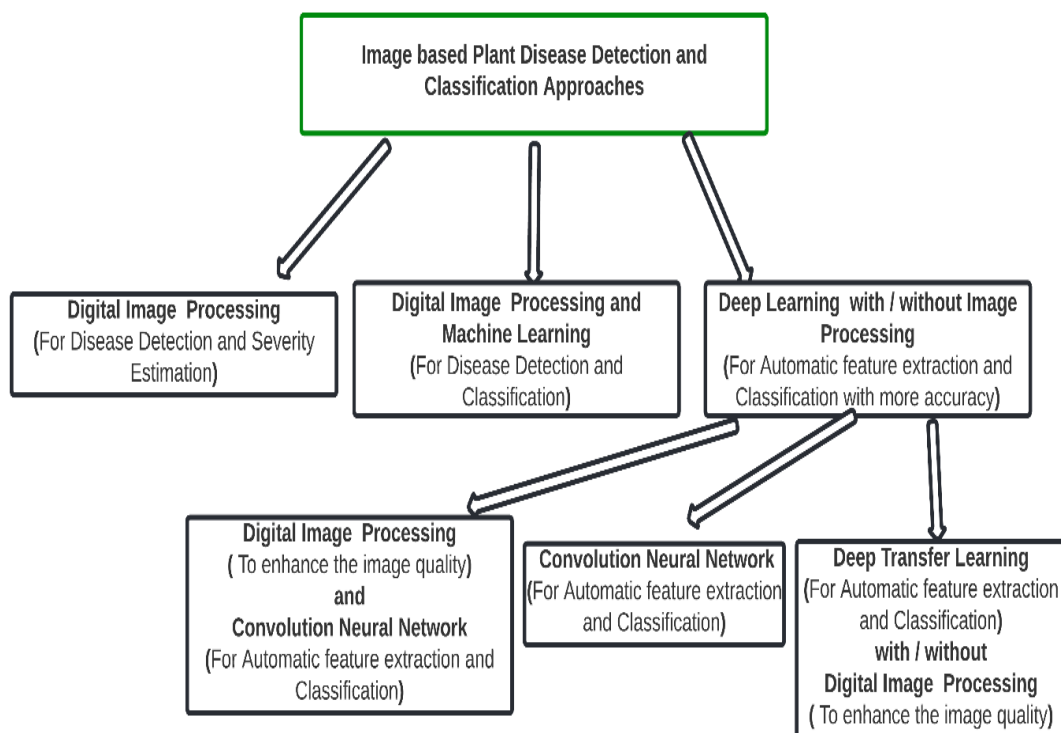 Image based Plant Disease Detection and
Classification Approaches
Digital Image Processing
(For Disease Detection and Severity
Estimation)
Digital Image Processing and
Machine Learning
(For Disease Detection and
Classification)
Deep Learning with / without Image
Processing
(For Automatic feature extraction and
Classification with more accuracy)
Digital Image Processing
( To enhance the image quality)
and
Convolution Neural Network
(For Automatic feature extraction and
Classification)
Convolution Neural Network
(For Automatic feature extraction
and Classification)
Deep Transfer Learning
(For Automatic feature extraction
and Classification)
with / without
Digital Image Processing
( To enhance the image quality)